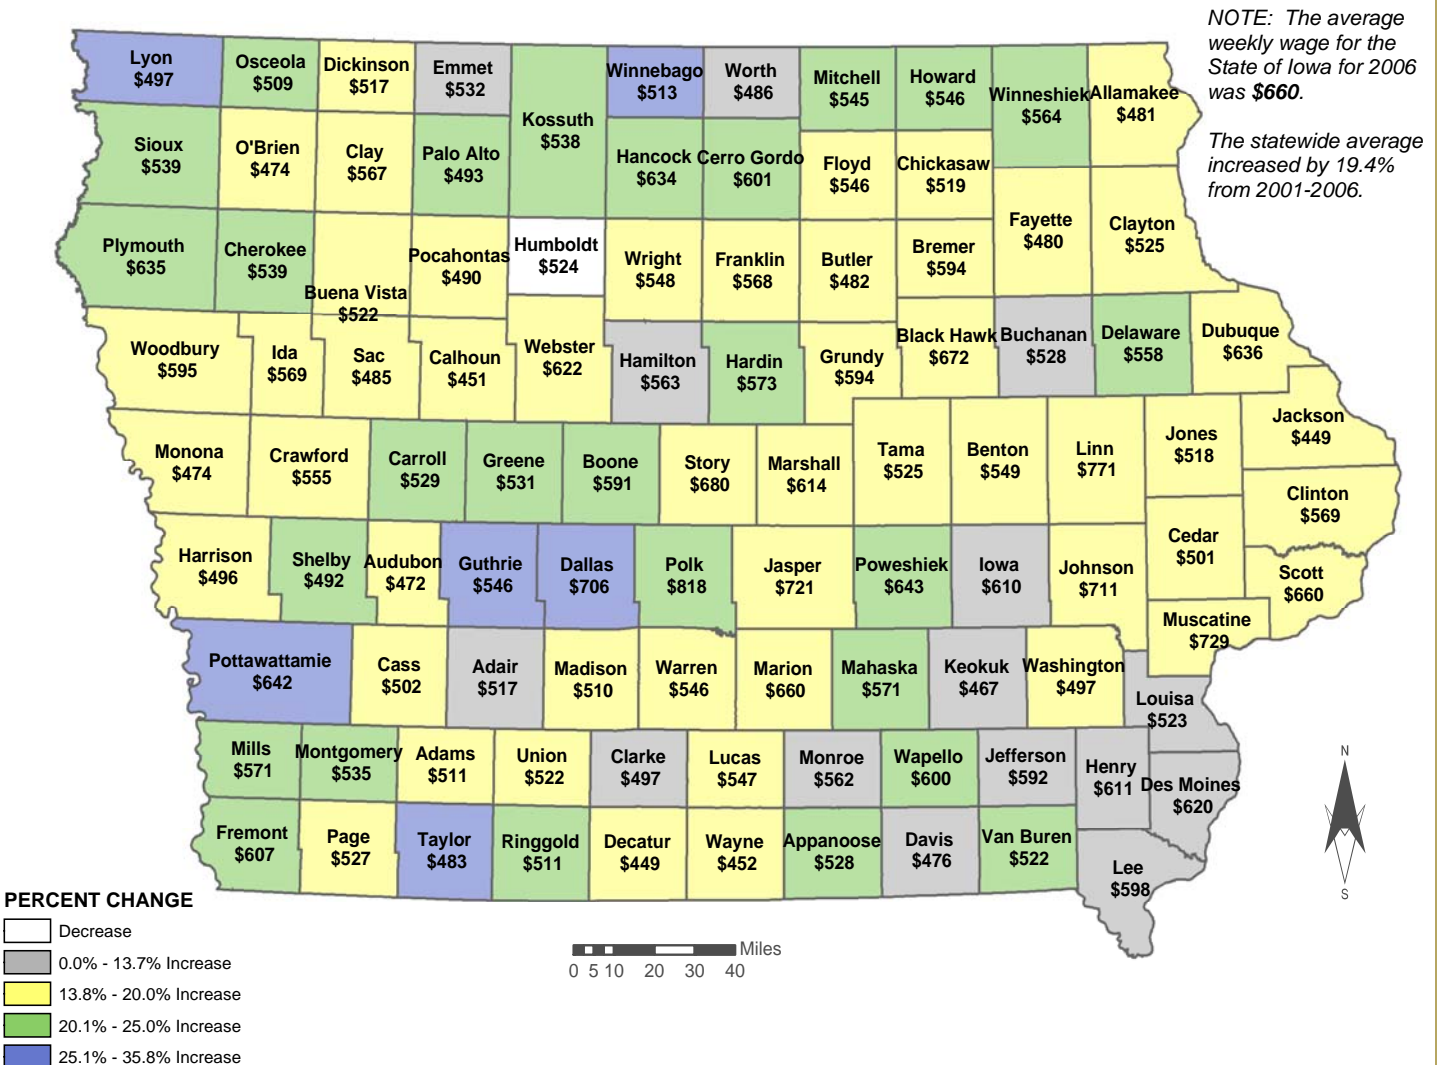 NOTE: The average
weekly wage for the
State of Iowa for 2006
was $660.
The statewide average
increased by 19.4%
from 2001-2006.
Lyon
$497
Osceola
$509
Dickinson
$517
Emmet
$532
Kossuth
$538
Winnebago
$513
Worth
$486
Mitchell
$545
Howard
$546
Winneshiek
$564
Allamakee
$481
Sioux
$539
O'Brien
$474
Clay
$567
Palo Alto
$493
Hancock
$634
Cerro Gordo
$601
Floyd
$546
Chickasaw
$519
Fayette
$480
Clayton
$525
Plymouth
$635
Cherokee
$539
Buena Vista
$522
Pocahontas
$490
Humboldt
$524
Wright
$548
Franklin
$568
Butler
$482
Bremer
$594
Woodbury
$595
Ida
$569
Sac
$485
Calhoun
$451
Webster
$622
Hamilton
$563
Hardin
$573
Grundy
$594
Black Hawk
$672
Buchanan
$528
Delaware
$558
Dubuque
$636
Monona
$474
Crawford
$555
Carroll
$529
Greene
$531
Boone
$591
Story
$680
Marshall
$614
Tama
$525
Benton
$549
Linn
$771
Jones
$518
Jackson
$449
Clinton
$569
Harrison
$496
Shelby
$492
Audubon
$472
Guthrie
$546
Dallas
$706
Polk
$818
Jasper
$721
Poweshiek
$643
Iowa
$610
Johnson
$711
Cedar
$501
Scott
$660
Muscatine
$729
Pottawattamie
$642
Cass
$502
Adair
$517
Madison
$510
Warren
$546
Marion
$660
Mahaska
$571
Keokuk
$467
Washington
$497
Louisa
$523
Mills
$571
Montgomery
$535
Adams
$511
Union
$522
Clarke
$497
Lucas
$547
Monroe
$562
Wapello
$600
Jefferson
$592
Henry
$611
Des Moines
$620
Fremont
$607
Page
$527
Taylor
$483
Ringgold
$511
Decatur
$449
Wayne
$452
Appanoose
$528
Davis
$476
Van Buren
$522
Lee
$598
N
S
PERCENT CHANGE
Decrease
0.0% - 13.7% Increase
13.8% - 20.0% Increase
20.1% - 25.0% Increase
25.1% - 35.8% Increase
Miles
0 5 10 20 30 40